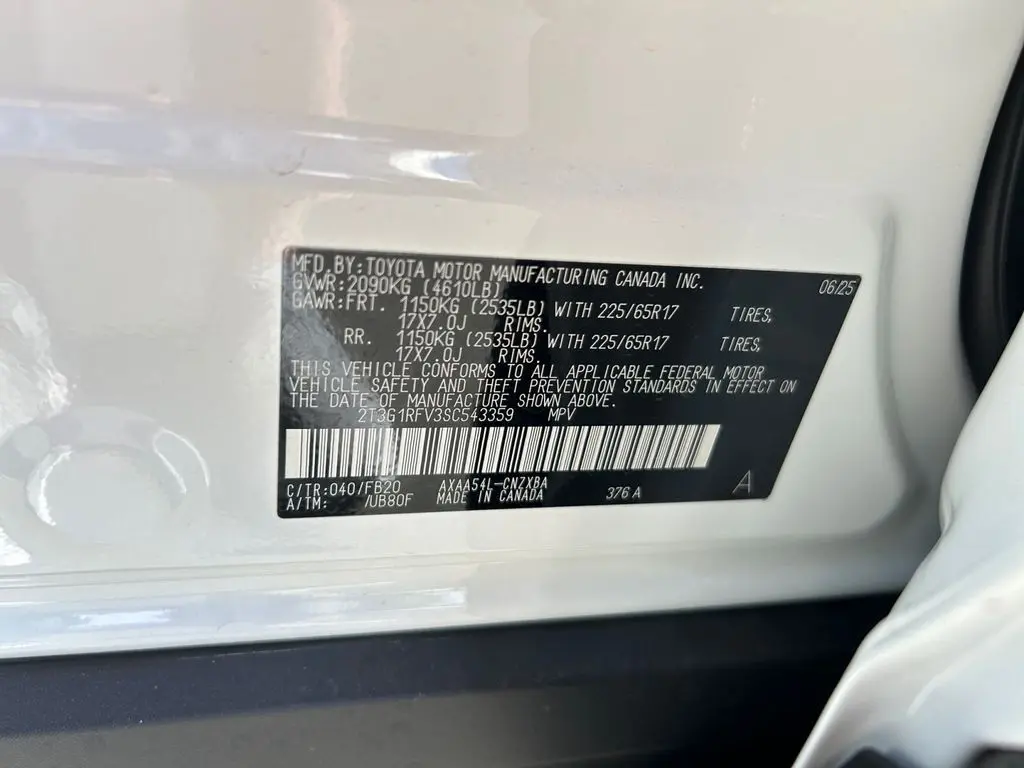 MFD.BY:TOYOTA MOTOR MANUFACTURING CANADA INC. 06/25
GVWR:2090KG (4610LB)
GAWR:FRT. 1150KG (2535LB) WITH 225/65R17 TIRES,
17X7.0J RIMS.
RR. 1150KG (2535LB) WITH 225/65R17 TIRES,
17X7.0J RIMS.
THIS VEHICLE CONFORMS TO ALL APPLICABLE FEDERAL MOTOR
VEHICLE SAFETY AND THEFT PREVENTION STANDARDS IN EFFECT ON
THE DATE OF MANUFACTURE SHOWN ABOVE.
2T3G1RFV3SC543359 MPV
C/TR:040/FB20 AXAA54L-CNZXBA
A/TM: /UB80F MADE IN CANADA 376A A